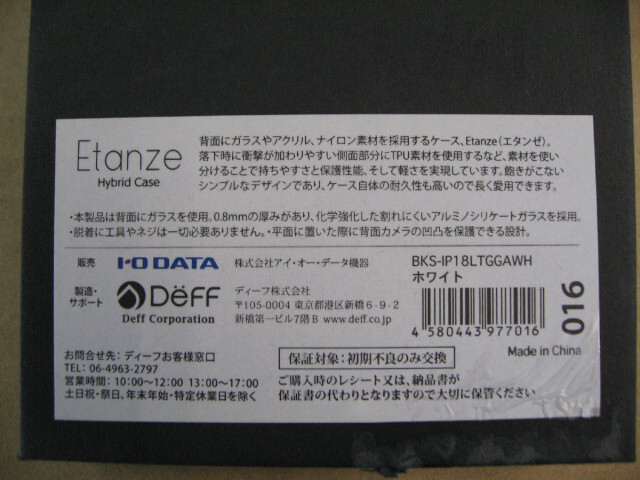 Etanze
Hybrid Case
背面にガラスやアクリル、ナイロン素材を採用するケース、Etanze(エタンゼ)。
落下時に衝撃が加わりやすい側面部分にTPU素材を使用するなど、素材を使い
分けることで持ちやすさと保護性能、そして軽さを実現しています。飽きがこない
シンプルなデザインであり、ケース自体の耐久性も高いので長く愛用できます。
・本製品は背面にガラスを使用。0.8mmの厚みがあり、化学強化した割れにくいアルミノシリケートガラスを採用。
・脱着に工具やネジは一切必要ありません。・平面に置いた際に背面カメラの凹凸を保護できる設計。
販売 I-O DATA 株式会社アイ・オー・データ機器
製造・サポート DEFF Deff Corporation ディーフ株式会社
〒105-0004 東京都港区新橋6-9-2
新橋第一ビル7階B www.deff.co.jp
BKS-IP18LTGGAWH
ホワイト
4 580443 977016
016
Made in China
お問合せ先：ディーフお客様窓口
TEL: 06-4963-2797
営業時間：10:00〜12:00 13:00〜17:00
土日・祭日、年末年始・特定休業日を除く
保証対象：初期不良のみ交換
ご購入時のレシート又は、納品書が
保証書の代わりとなりますので大切に保管ください